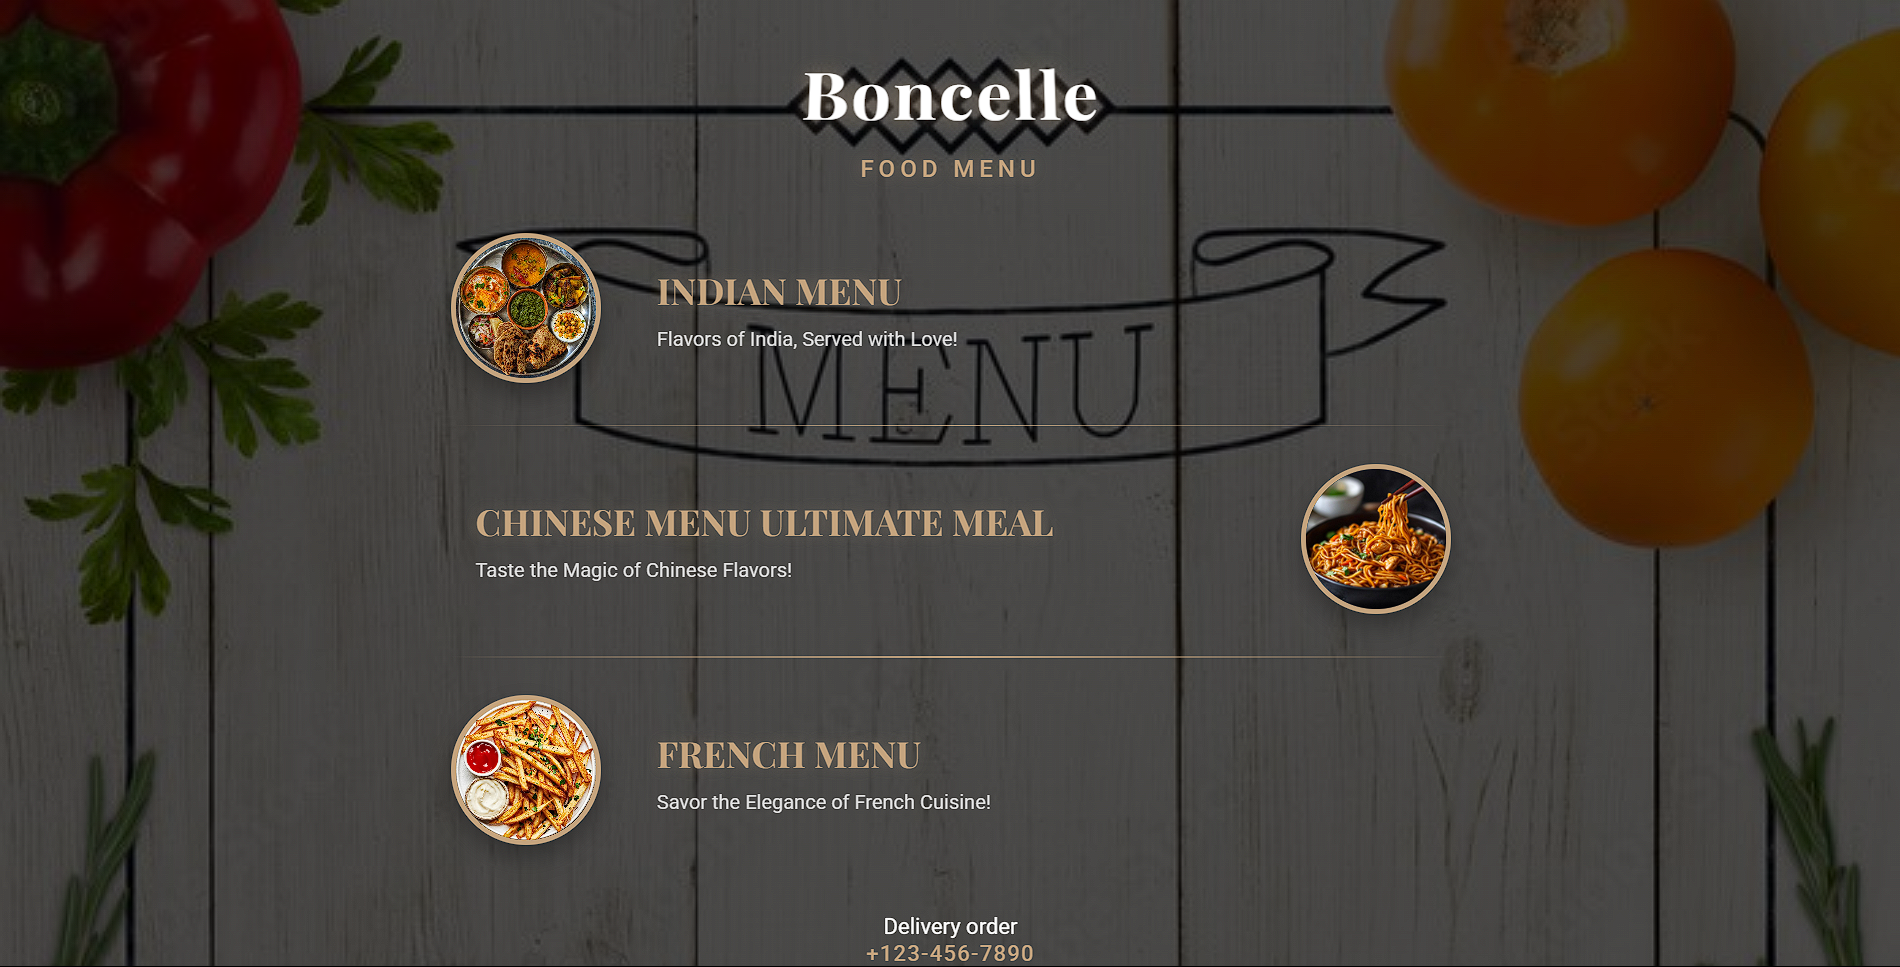 Boncelle
FOOD MENU
INDIAN MENU
Flavors of India, Served with Love!
MENU
CHINESE MENU ULTIMATE MEAL
Taste the Magic of Chinese Flavors!
FRENCH MENU
Savor the Elegance of French Cuisine!
Delivery order
+123-456-7890